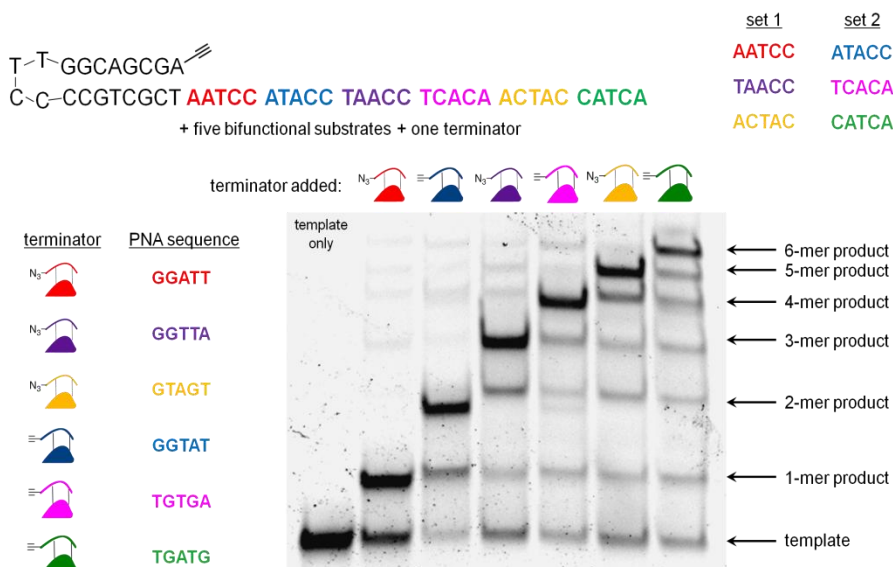 set 1 set 2
AATCC ATACC
TAACC TCACA
ACTAC CATCA
T T GGCAGCGA
C C CCGTCGCT AATCC ATACC TAACC TCACA ACTAC CATCA
+ five bifunctional substrates + one terminator
terminator added: N3 N3 N3
template
only
terminator PNA sequence
N3 GGATT
N3 GGTTA
N3 GTAGT
GGTAT
TGTGA
TGATG
6-mer product
5-mer product
4-mer product
3-mer product
2-mer product
1-mer product
template